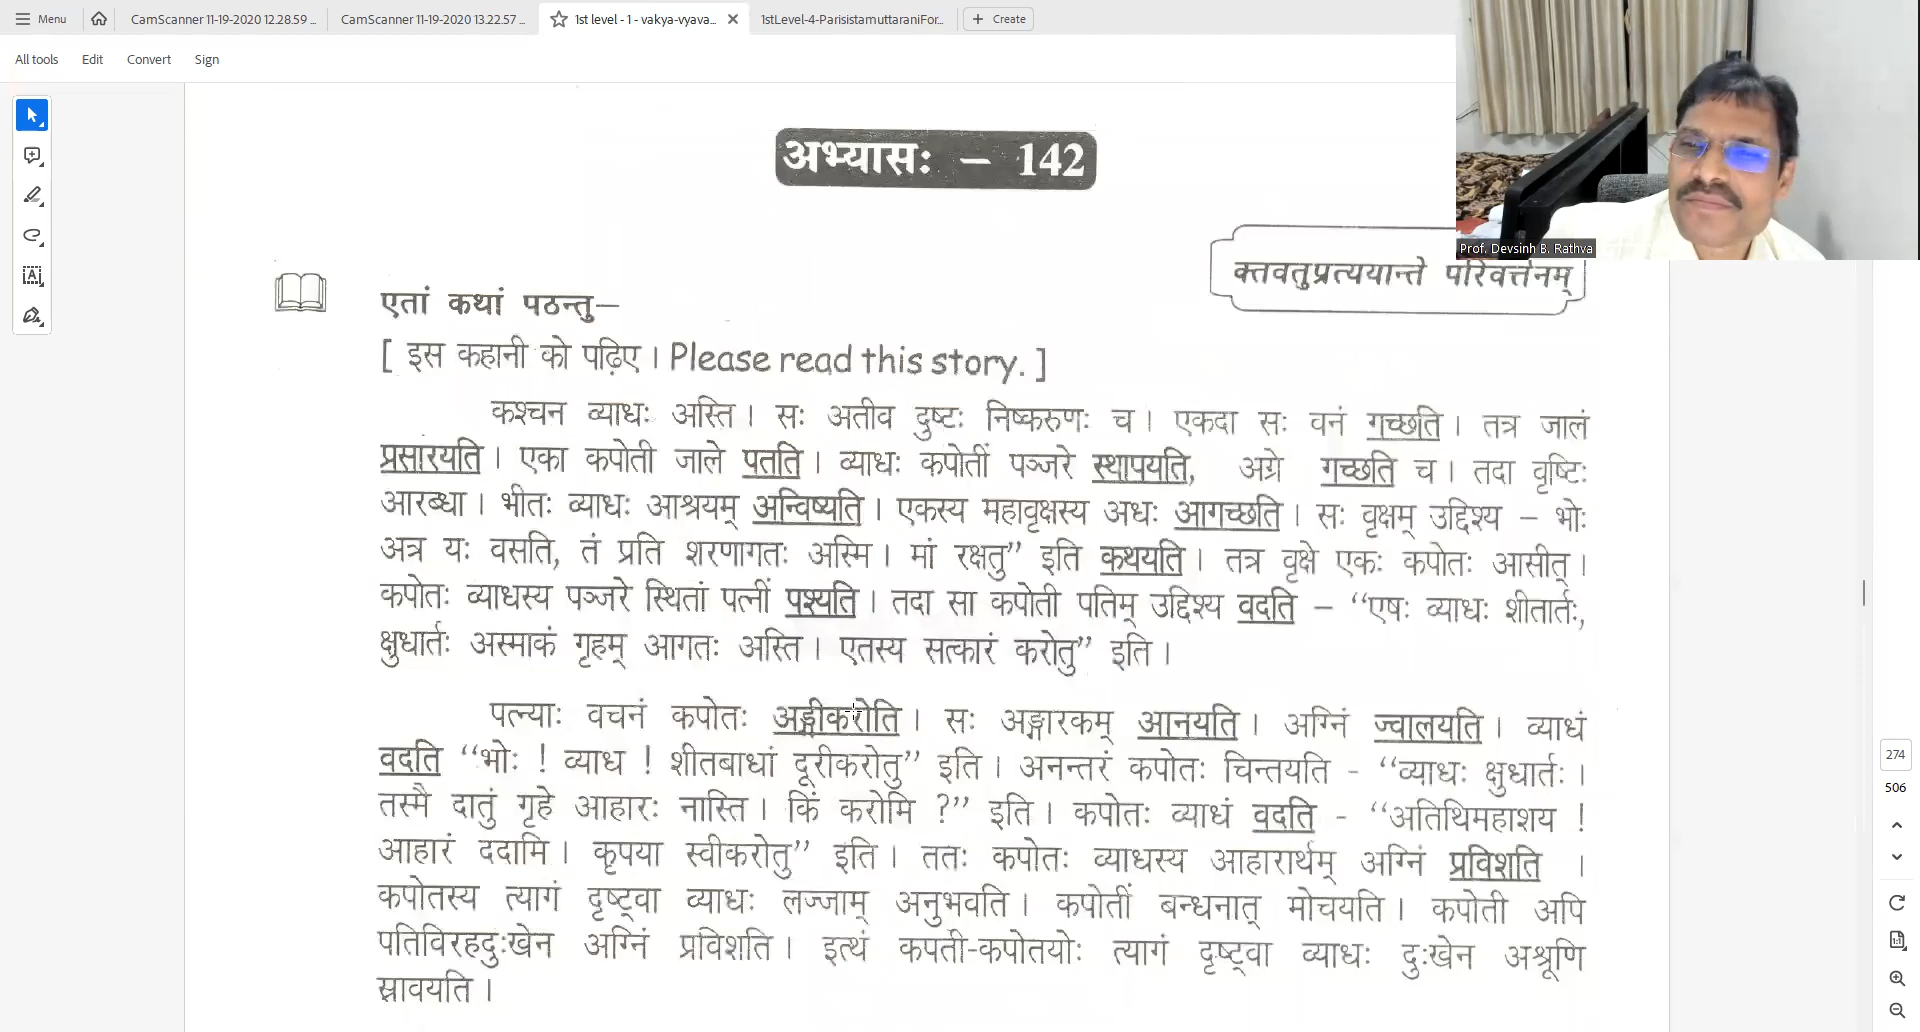 Menu
CamScanner 11-19-2020 12.28.59 ...
CamScanner 11-19-2020 13.22.57 ...
1st level - 1 - vakya-vyava...
1stLevel-4-ParisistamuttaraniFor...
Create
All tools Edit Convert Sign
Prof. Devsinh B. Rathva
अभ्यासः – 142
क्तवतुप्रत्ययान्ते परिवर्त्तनम्
एतां कथां पठन्तु—
[ इस कहानी को पढ़िए । Please read this story. ]
कश्चन व्याधः अस्ति । सः अतीव दुष्टः निष्करुणः च । एकदा सः वनं गच्छति । तत्र जालं
प्रसारयति । एका कपोती जाले पतति । व्याधः कपोतीं पञ्जरे स्थापयति, अग्रे गच्छति च । तदा वृष्टिः
आरब्धा । भीतः व्याधः आश्रयम् अन्विष्यति । एकस्य महावृक्षस्य अधः आगच्छति । सः वृक्षम् उद्दिश्य – भोः
अत्र यः वसति, तं प्रति शरणागतः अस्मि । मां रक्षतु” इति कथयति । तत्र वृक्षे एकः कपोतः आसीत् ।
कपोतः व्याधस्य पञ्जरे स्थितां पत्नीं पश्यति । तदा सा कपोती पतिम् उद्दिश्य वदति – “एषः व्याधः शीतार्तः,
क्षुधार्तः अस्माकं गृहम् आगतः अस्ति । एतस्य सत्कारं करोतु” इति ।
पत्न्याः वचनं कपोतः अङ्गीकरोति । सः अङ्गारकम् आनयति । अग्निं ज्वालयति । व्याधं
वदति “भोः ! व्याध ! शीतबाधां दूरीकरोतु” इति । अनन्तरं कपोतः चिन्तयति - “व्याधः क्षुधार्तः ।
तस्मै दातुं गृहे आहारः नास्ति । किं करोमि ?” इति । कपोतः व्याधं वदति - “अतिथिमहाशय !
आहारं ददामि । कृपया स्वीकरोतु” इति । ततः कपोतः व्याधस्य आहारार्थम् अग्निं प्रविशति ।
कपोतस्य त्यागं दृष्ट्वा व्याधः लज्जाम् अनुभवति । कपोतीं बन्धनात् मोचयति । कपोती अपि
पतिविरहदुःखेन अग्निं प्रविशति । इत्थं कपती-कपोतयोः त्यागं दृष्ट्वा व्याधः दुःखेन अश्रूणि
स्रावयति ।
274
506